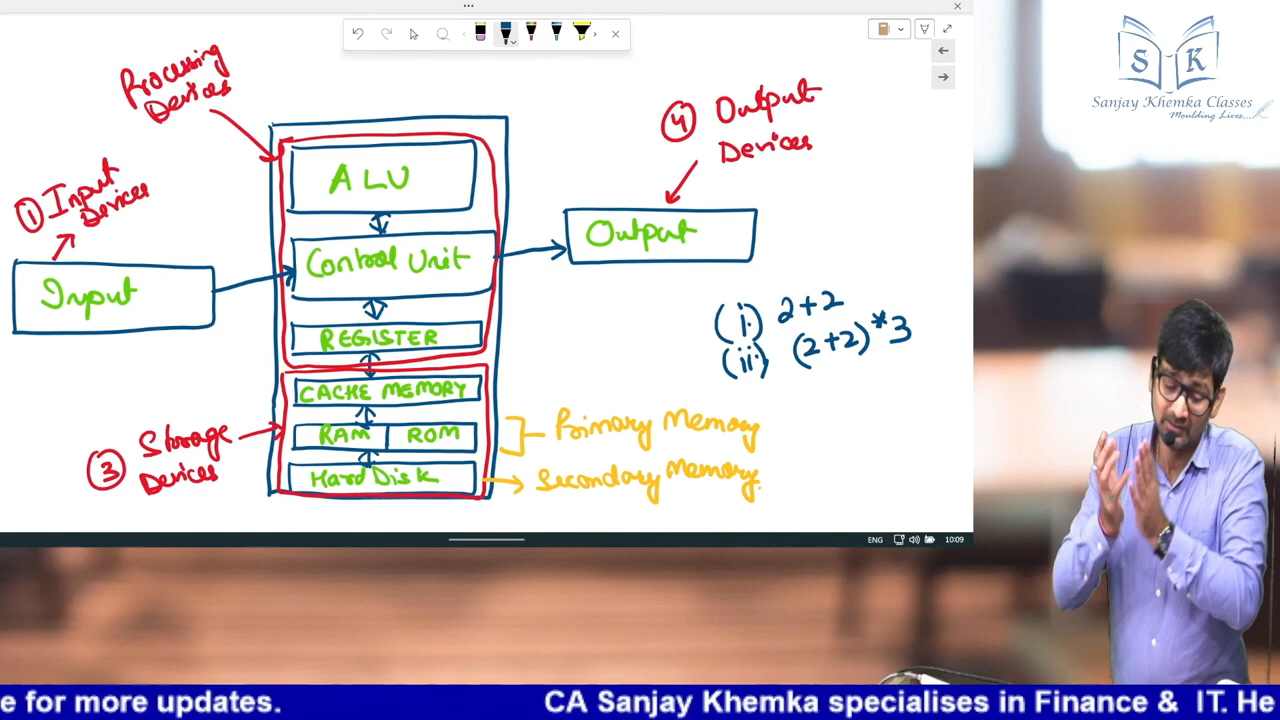 S K
Sanjay Khemka Classes
Moulding Lives...
Processing
Devices
① Input
Devices
Input
ALU
Control Unit
REGISTER
CACHE MEMORY
RAM ROM
Hard Disk
③ Storage
Devices
④ Output
Devices
Output
(i) 2+2
(ii) (2+2)*3
Primary Memory
Secondary Memory.
ENG 10:09
e for more updates. CA Sanjay Khemka specialises in Finance & IT. He